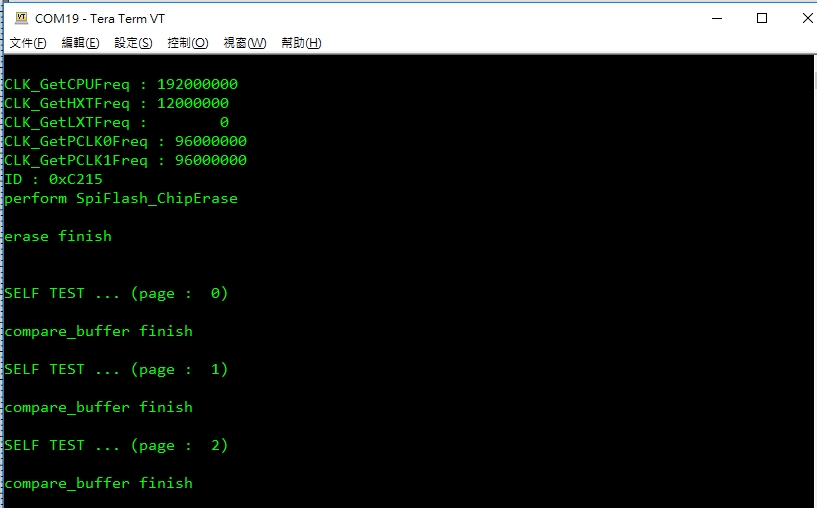 COM19 - Tera Term VT
文件(F) 編輯(E) 設定(S) 控制(O) 視窗(W) 幫助(H)
CLK_GetCPUFreq : 192000000
CLK_GetHXTFreq : 12000000
CLK_GetLXTFreq :        0
CLK_GetPCLK0Freq : 96000000
CLK_GetPCLK1Freq : 96000000
ID : 0xC215
perform SpiFlash_ChipErase
erase finish
SELF TEST ... (page :  0)
compare_buffer finish
SELF TEST ... (page :  1)
compare_buffer finish
SELF TEST ... (page :  2)
compare_buffer finish